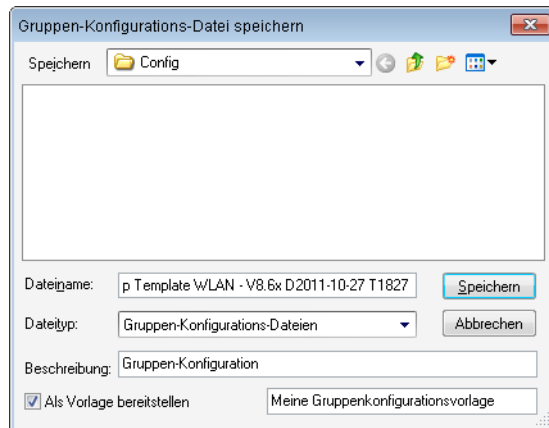 Gruppen-Konfigurations-Datei speichern
Speichern Config
Dateiname: p Template WLAN - V8.6x D2011-10-27 T1827 Speichern
Dateityp: Gruppen-Konfigurations-Dateien Abbrechen
Beschreibung: Gruppen-Konfiguration
Als Vorlage bereitstellen Meine Gruppenkonfigurationsvorlage